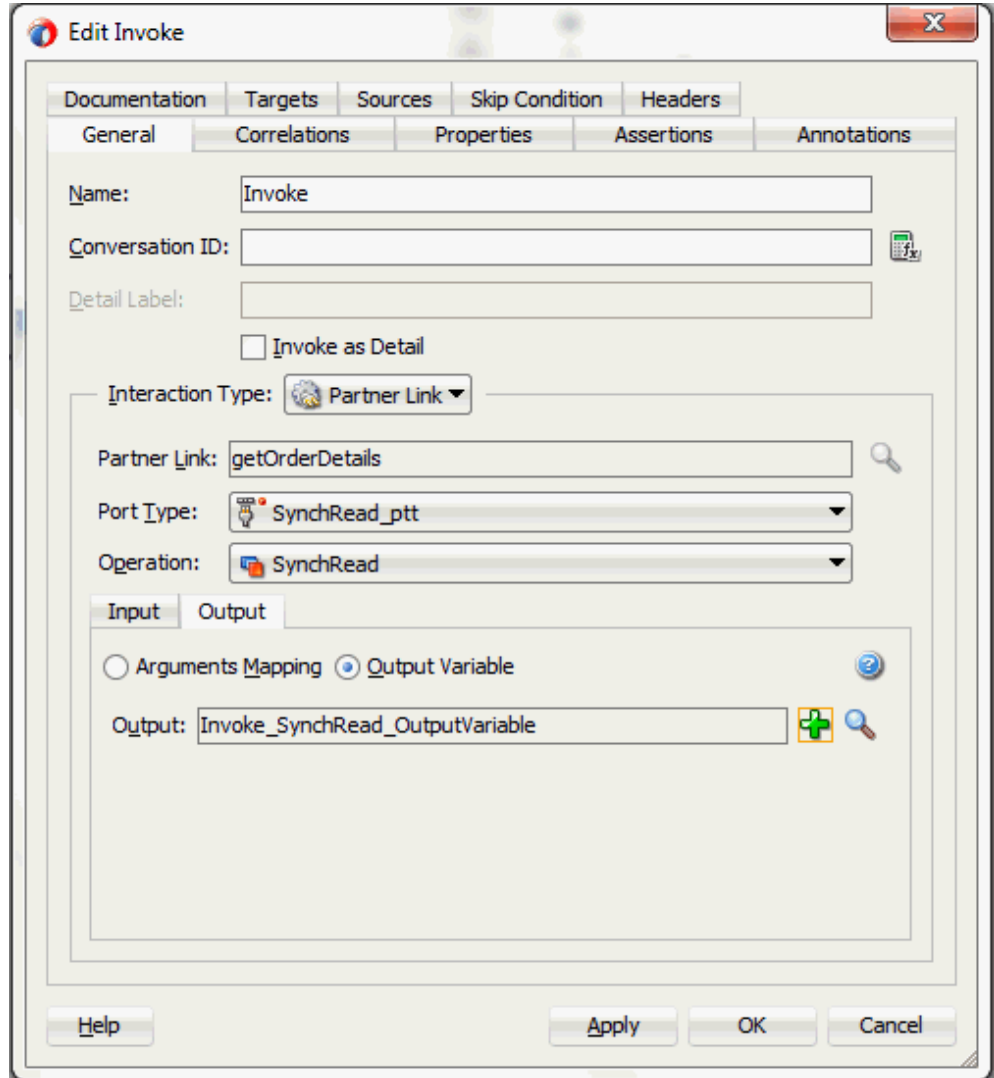 Edit Invoke
Documentation Targets Sources Skip Condition Headers
General Correlations Properties Assertions Annotations
Name: Invoke
Conversation ID:
Detail Label:
Invoke as Detail
Interaction Type: Partner Link
Partner Link: getOrderDetails
Port Type: SynchRead_ptt
Operation: SynchRead
Input Output
Arguments Mapping Output Variable
Output: Invoke_SynchRead_OutputVariable
Help Apply OK Cancel